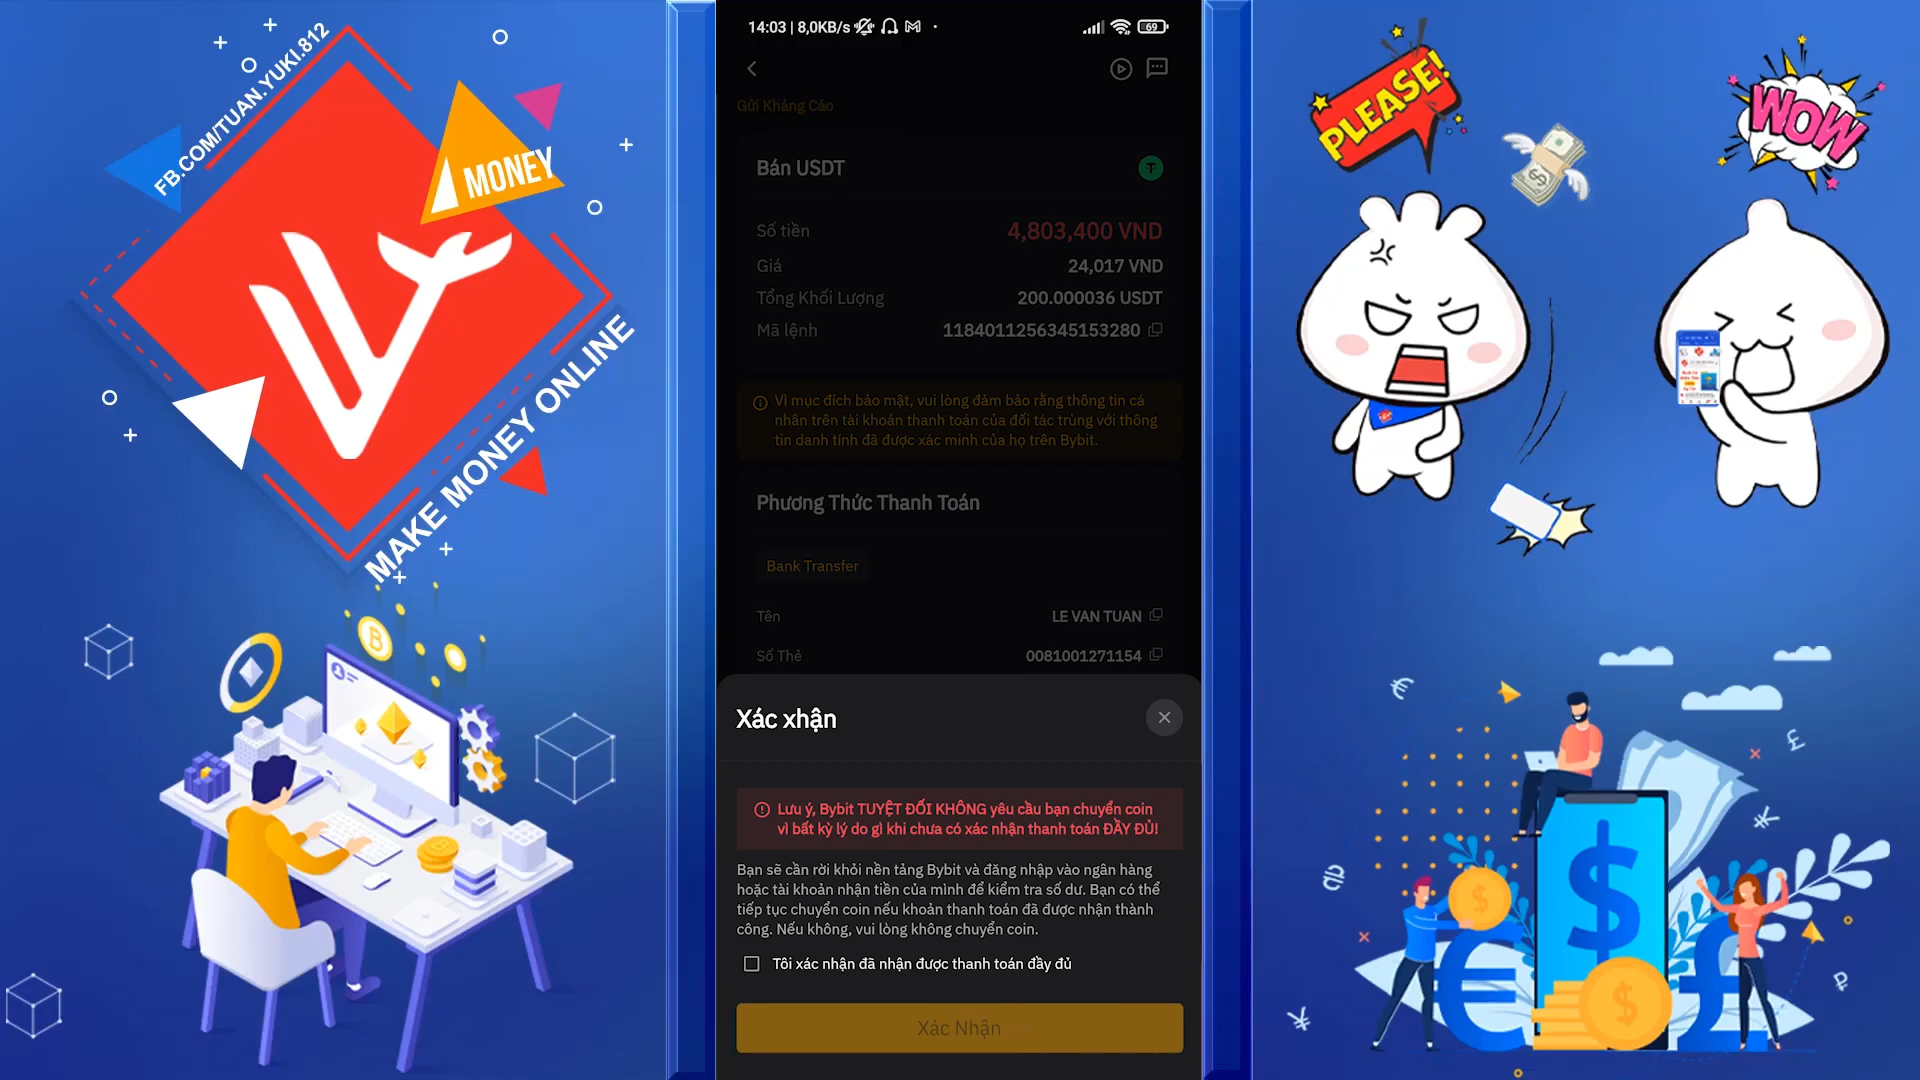 FB.COM/TUAN.YUKI.812
MONEY
MAKE MONEY ONLINE
14:03 | 8,0KB/s
69
Gửi Kháng Cáo
Bán USDT
Số tiền 4,803,400 VND
Giá 24,017 VND
Tổng Khối Lượng 200.000036 USDT
Mã lệnh 1184011256345153280
Vì mục đích bảo mật, vui lòng đảm bảo rằng thông tin cá
nhân trên tài khoản thanh toán của đối tác trùng với thông
tin danh tính đã được xác minh của họ trên Bybit.
Phương Thức Thanh Toán
Bank Transfer
Tên LE VAN TUAN
Số Thẻ 0081001271154
Xác xhận
Lưu ý, Bybit TUYỆT ĐỐI KHÔNG yêu cầu bạn chuyển coin
vì bất kỳ lý do gì khi chưa có xác nhận thanh toán ĐẦY ĐỦ!
Bạn sẽ cần rời khỏi nền tảng Bybit và đăng nhập vào ngân hàng
hoặc tài khoản nhận tiền của mình để kiểm tra số dư. Bạn có thể
tiếp tục chuyển coin nếu khoản thanh toán đã được nhận thành
công. Nếu không, vui lòng không chuyển coin.
Tôi xác nhận đã nhận được thanh toán đầy đủ
Xác Nhận
PLEASE!
WOW